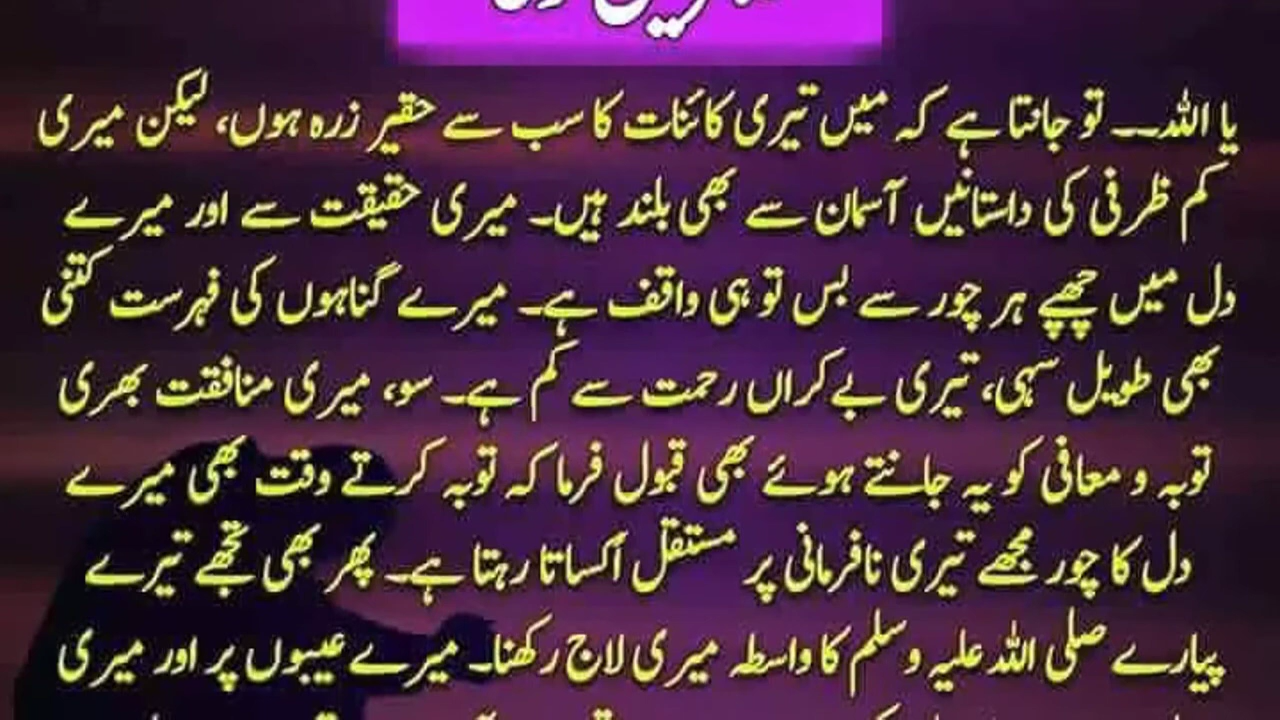 یا اللہ۔۔۔ تو جانتا ہے کہ میں تیری کائنات کا سب سے حقیر زرہ ہوں، لیکن میری
کم ظرفی کی داستانیں آسمان سے بھی بلند ہیں۔ میری حقیقت سے اور میرے
دل میں چھپے ہر چور سے بس تو ہی واقف ہے۔ میرے گناہوں کی فہرست کتنی
بھی طویل سہی، تیری بے کراں رحمت سے کم ہے۔ سو، میری منافقت بھری
توبہ و معافی کو یہ جانتے ہوئے بھی قبول فرما کہ توبہ کرتے وقت بھی میرے
دل کا چور مجھے تیری نافرمانی پر مستقل اُکساتا رہتا ہے۔ پھر بھی تجھے تیرے
پیارے صلی اللہ علیہ وسلم کا واسطہ میری لاج رکھنا۔ میرے عیبوں پر اور میری